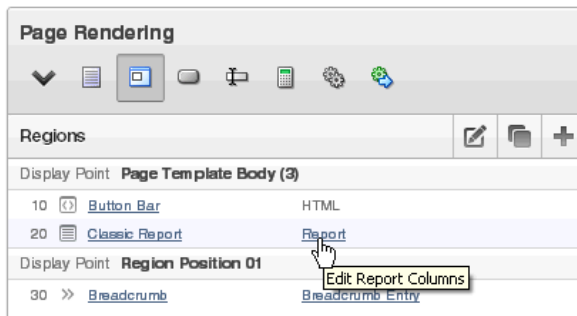 Page Rendering
Regions
Display Point Page Template Body (3)
10 Button Bar HTML
20 Classic Report Report
Display Point Region Position 01
Edit Report Columns
30 Breadcrumb Breadcrumb Entry